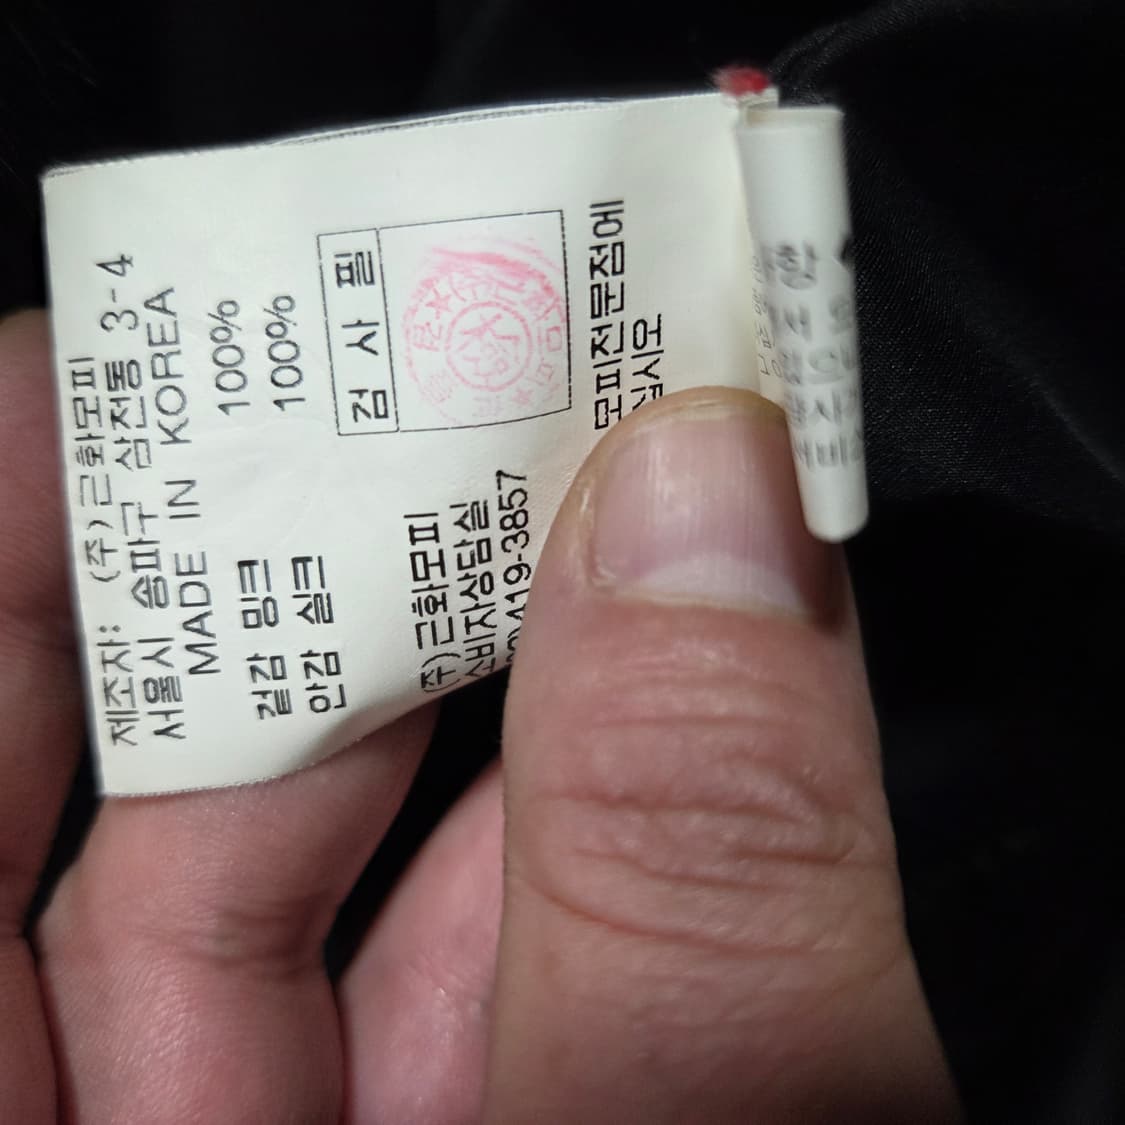 제조자: (주)근화모피
서울시 송파구 삼전동 3-4
MADE IN KOREA
겉감 밍크 100%
안감 실크 100%
검 사 필
(주)근화모피
소비자상담실
419-3857
모피전문점에